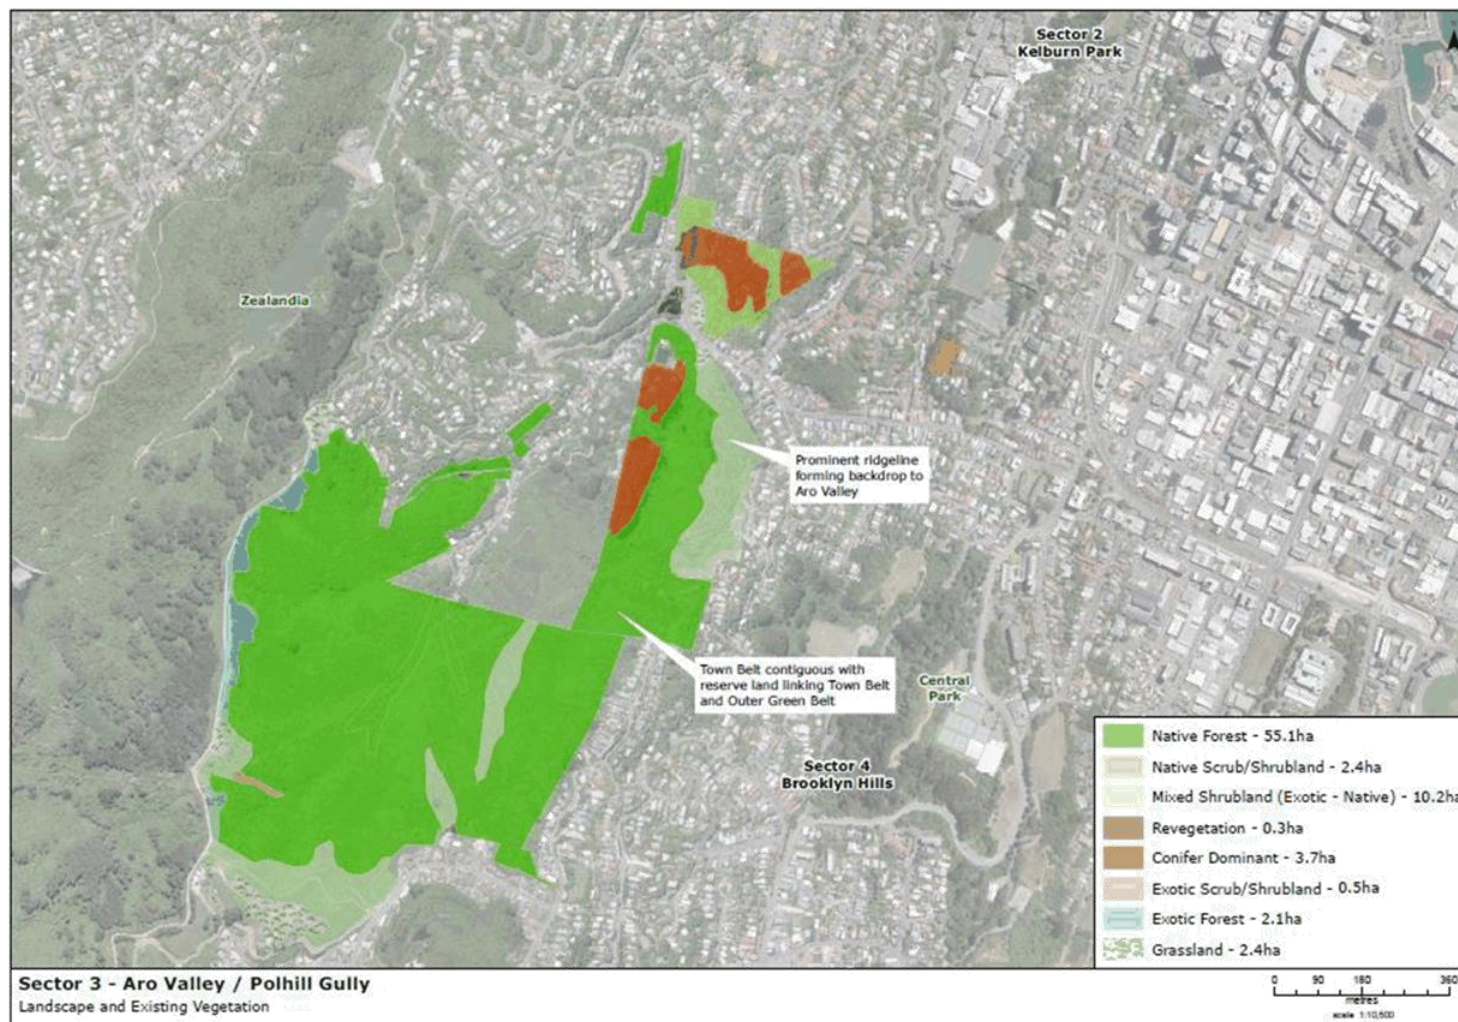 Sector 2
Kelburn Park
Zealandia
Prominent ridgeline
forming backdrop to
Aro Valley
Town Belt contiguous with
reserve land linking Town Belt
and Outer Green Belt
Central
Park
Sector 4
Brooklyn Hills
Native Forest - 55.1ha
Native Scrub/Shrubland - 2.4ha
Mixed Shrubland (Exotic - Native) - 10.2ha
Revegetation - 0.3ha
Conifer Dominant - 3.7ha
Exotic Scrub/Shrubland - 0.5ha
Exotic Forest - 2.1ha
Grassland - 2.4ha
Sector 3 - Aro Valley / Polhill Gully
Landscape and Existing Vegetation
0 90 180 360
metres
scale 1:10,500